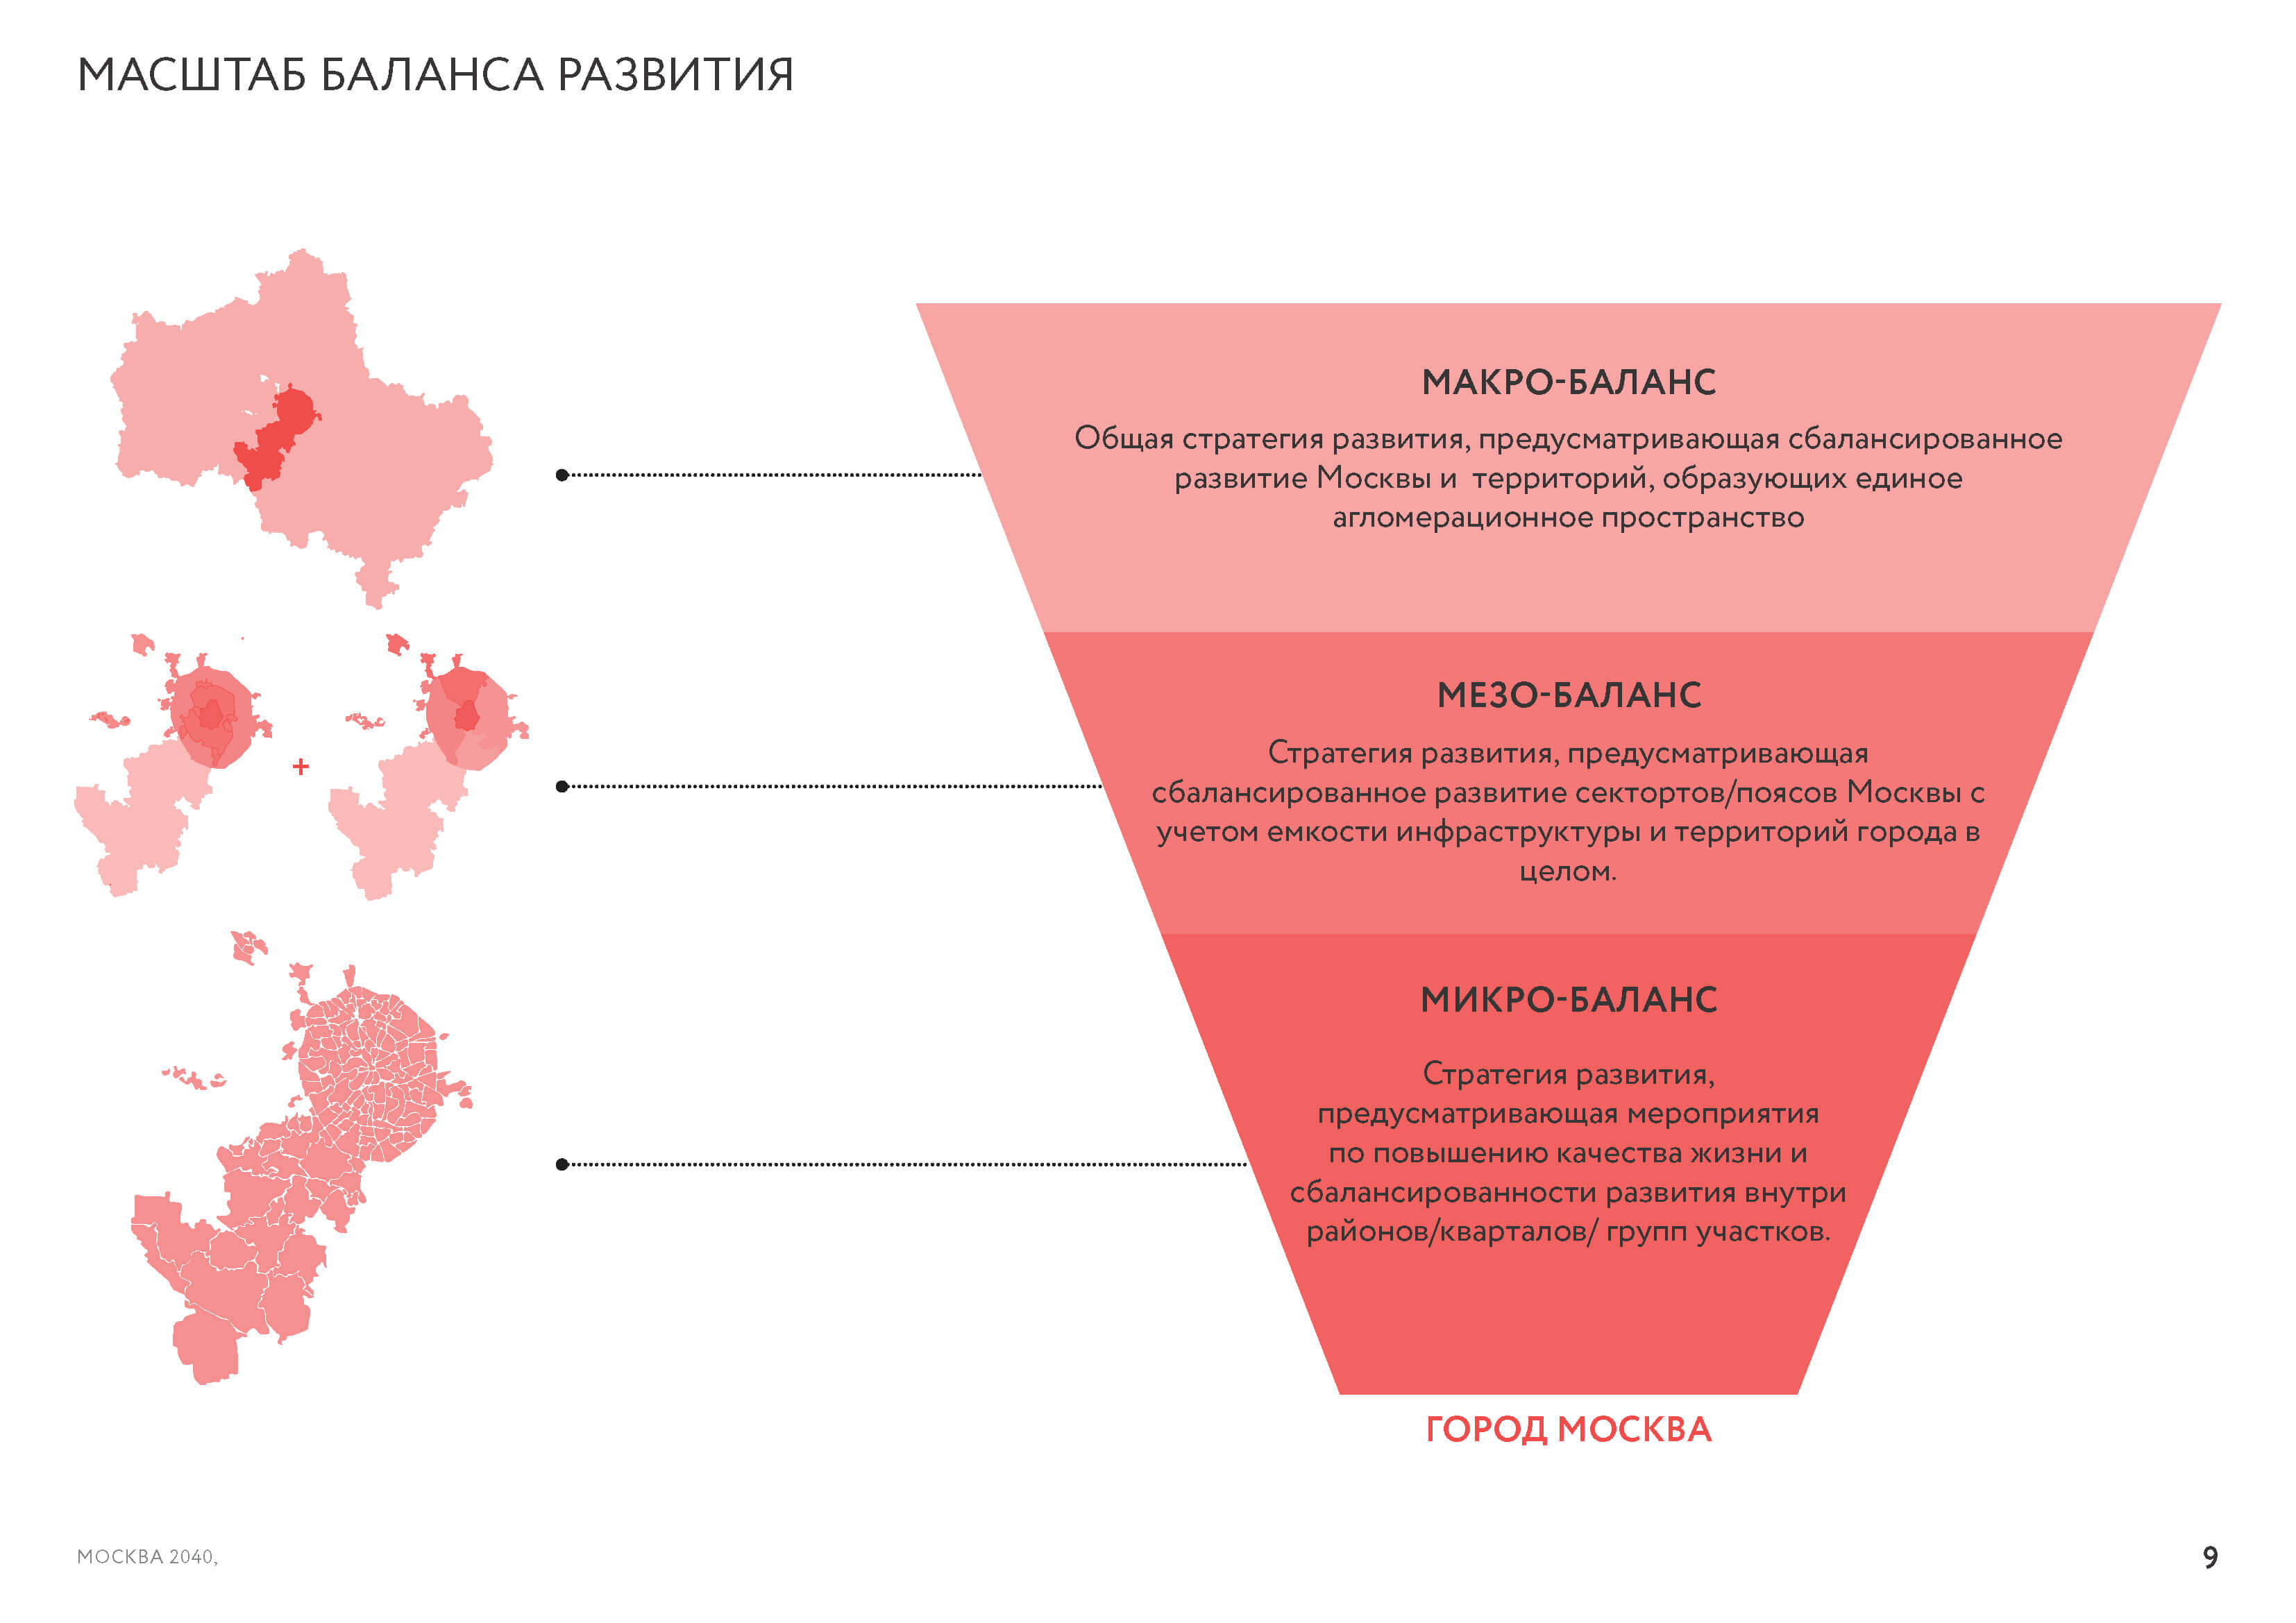 МАСШТАБ БАЛАНСА РАЗВИТИЯ
МАКРО-БАЛАНС
Общая стратегия развития, предусматривающая сбалансированное
развитие Москвы и  территорий, образующих единое
агломерационное пространство
+
МЕЗО-БАЛАНС
Стратегия развития, предусматривающая
сбалансированное развитие сектортов/поясов Москвы с
учетом емкости инфраструктуры и территорий города в
целом.
МИКРО-БАЛАНС
Стратегия развития,
предусматривающая мероприятия
по повышению качества жизни и
сбалансированности развития внутри
районов/кварталов/ групп участков.
ГОРОД МОСКВА
МОСКВА 2040,
9